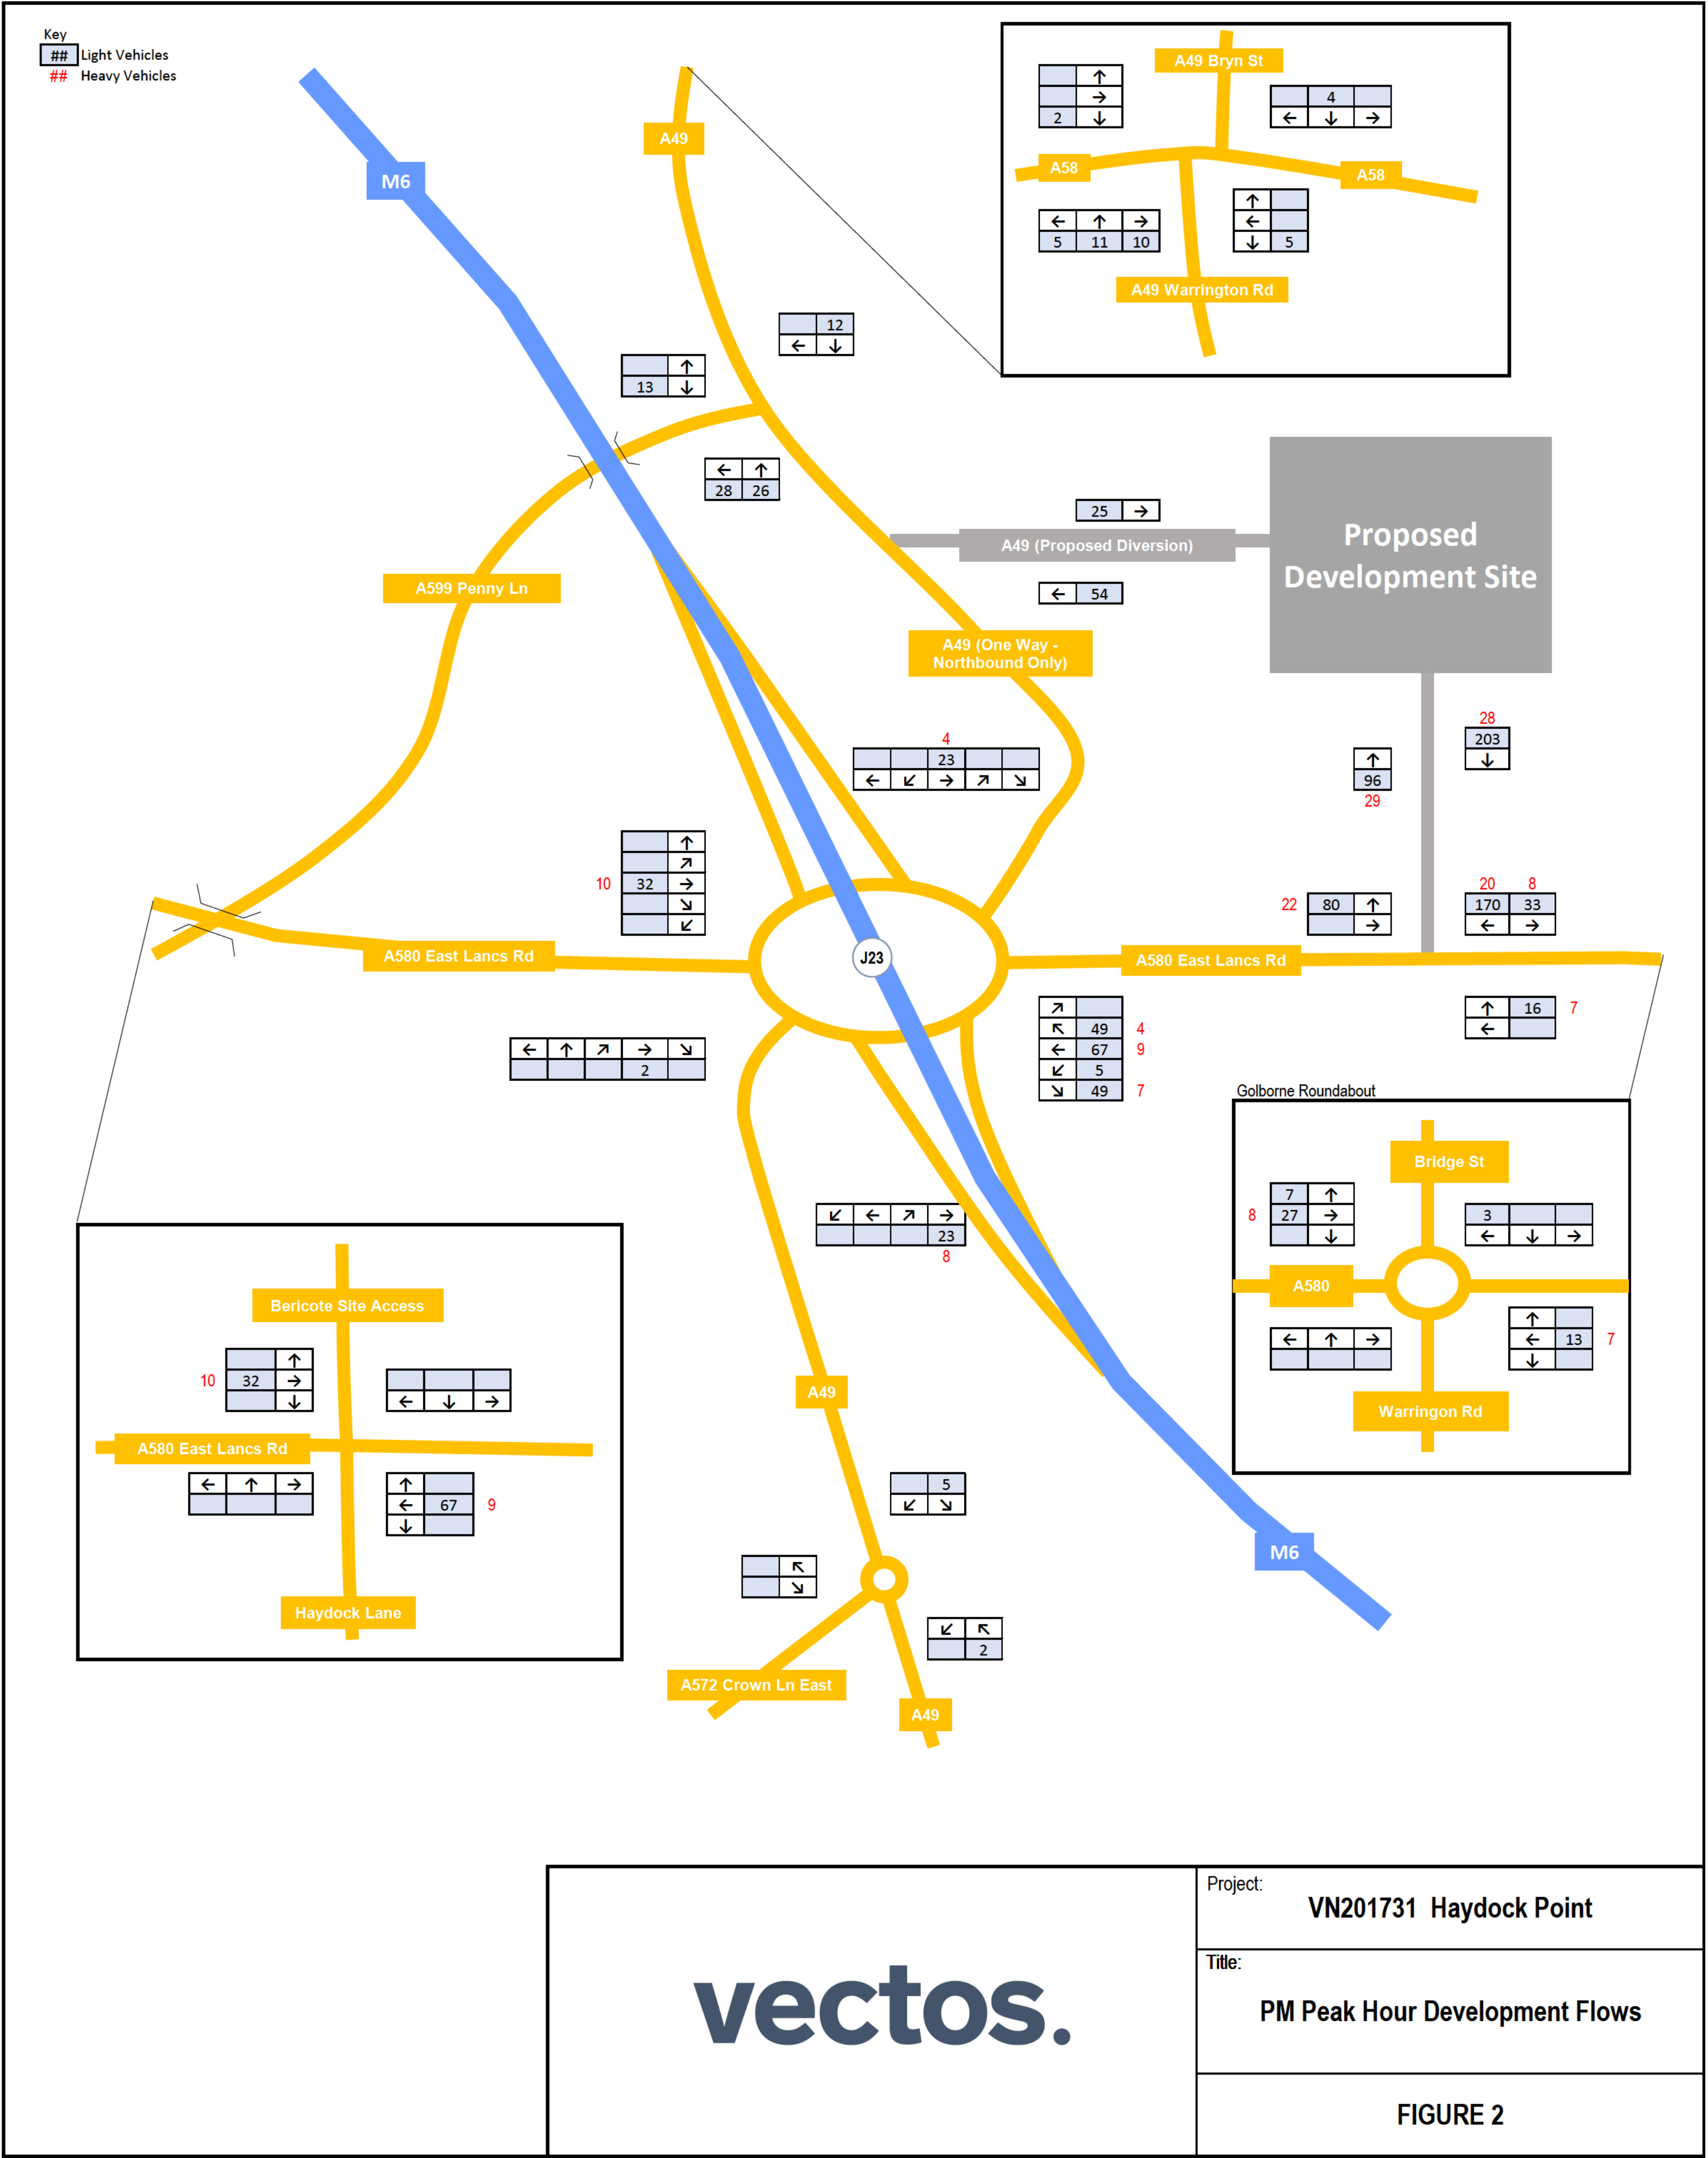 Key
## Light Vehicles
## Heavy Vehicles
A49 Bryn St
↑
→
2 ↓
4
← ↓ →
A58
A58
← ↑ →
5 11 10
↑
←
↓ 5
A49 Warrington Rd
A49
M6
12
← ↓
↑
13 ↓
← ↑
28 26
25 →
A49 (Proposed Diversion)
← 54
Proposed
Development Site
A599 Penny Ln
A49 (One Way -
Northbound Only)
4
23
← ↙ → ↗ ↘
28
203
↓
↑
96
29
↑
↗
10 32 →
↘
↙
22 80 ↑
→
20 8
170 33
← →
A580 East Lancs Rd
J23
A580 East Lancs Rd
↗
↖ 49 4
← 67 9
↙ 5
↘ 49 7
↑ 16 7
←
← ↑ ↗ → ↘
2
Golborne Roundabout
Bridge St
7 ↑
8 27 →
↓
3
← ↓ →
A580
← ↑ →
↑
← 13 7
↓
Warringon Rd
↙ ← ↗ →
23
8
Bericote Site Access
↑
10 32 →
↓
← ↓ →
A580 East Lancs Rd
← ↑ →
↑
← 67 9
↓
Haydock Lane
A49
5
↙ ↘
↖
↘
↙ ↖
2
A572 Crown Ln East
A49
M6
vectos.
Project:
VN201731 Haydock Point
Title:
PM Peak Hour Development Flows
FIGURE 2